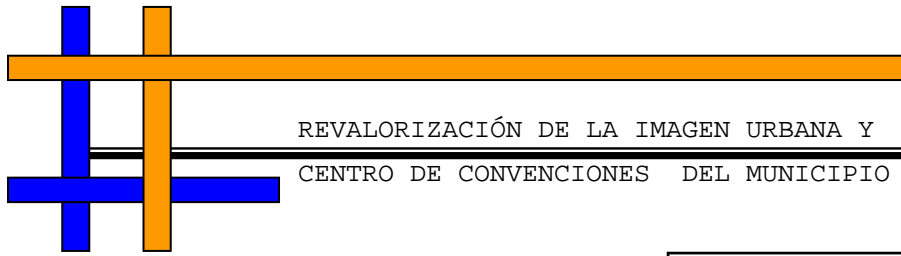 REVALORIZACIÓN DE LA IMAGEN URBANA Y
CENTRO DE CONVENCIONES DEL MUNICIPIO